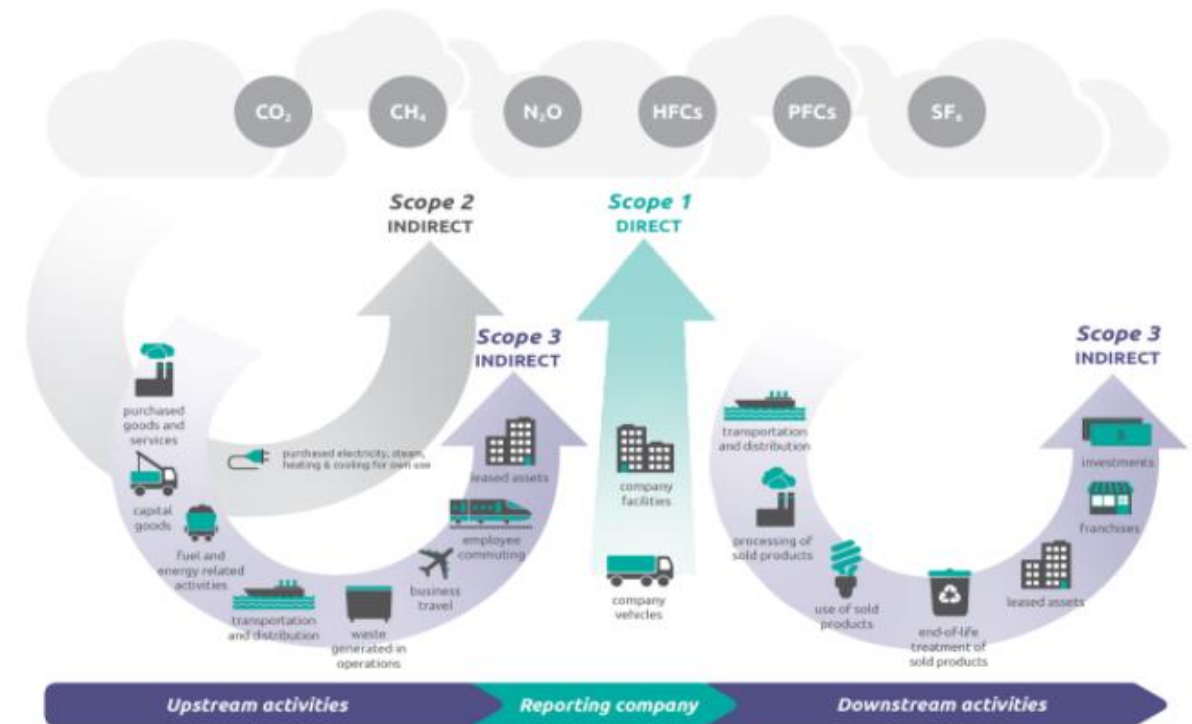 CO₂
CH₄
N₂O
HFCs
PFCs
SF₆
Scope 2
INDIRECT
Scope 1
DIRECT
Scope 3
INDIRECT
Scope 3
INDIRECT
purchased
goods and
services
purchased electricity, steam,
heating & cooling for own use
capital
goods
fuel and
energy related
activities
transportation
and distribution
waste
generated in
operations
business
travel
employee
commuting
leased assets
company
facilities
company
vehicles
transportation
and distribution
processing of
sold products
use of sold
products
end-of-life
treatment of
sold products
leased assets
franchises
investments
Upstream activities
Reporting company
Downstream activities